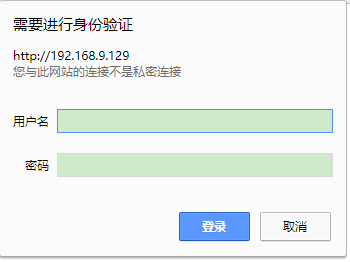 需要进行身份验证
http://192.168.9.129
您与此网站的连接不是私密连接
用户名
密码
登录 取消